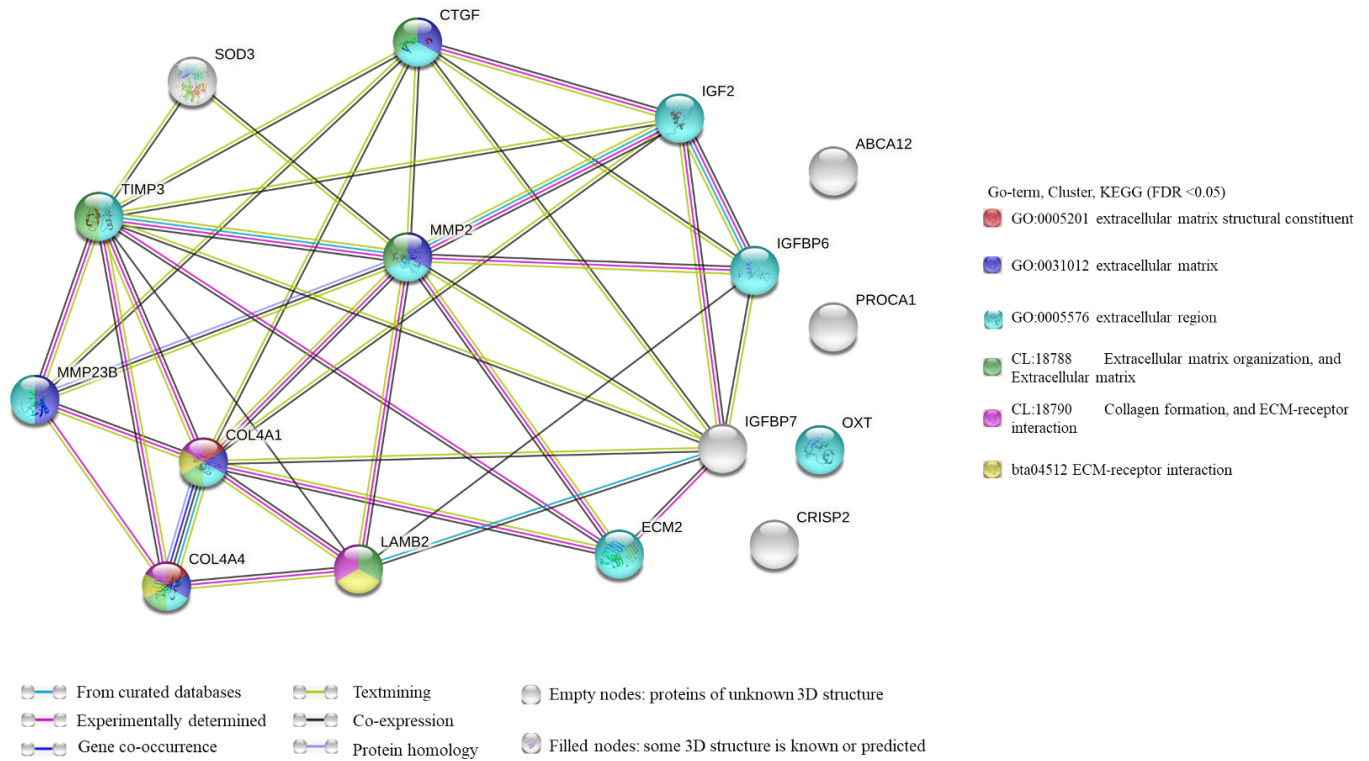 CTGF
SOD3
IGF2
ABCA12
TIMP3
MMP2
IGFBP6
PROCA1
MMP23B
COL4A1
IGFBP7
OXT
ECM2
CRISP2
LAMB2
COL4A4
Go-term, Cluster, KEGG (FDR <0.05)
GO:0005201 extracellular matrix structural constituent
GO:0031012 extracellular matrix
GO:0005576 extracellular region
CL:18788 Extracellular matrix organization, and
Extracellular matrix
CL:18790 Collagen formation, and ECM-receptor
interaction
bta04512 ECM-receptor interaction
From curated databases
Experimentally determined
Gene co-occurrence
Textmining
Co-expression
Protein homology
Empty nodes: proteins of unknown 3D structure
Filled nodes: some 3D structure is known or predicted